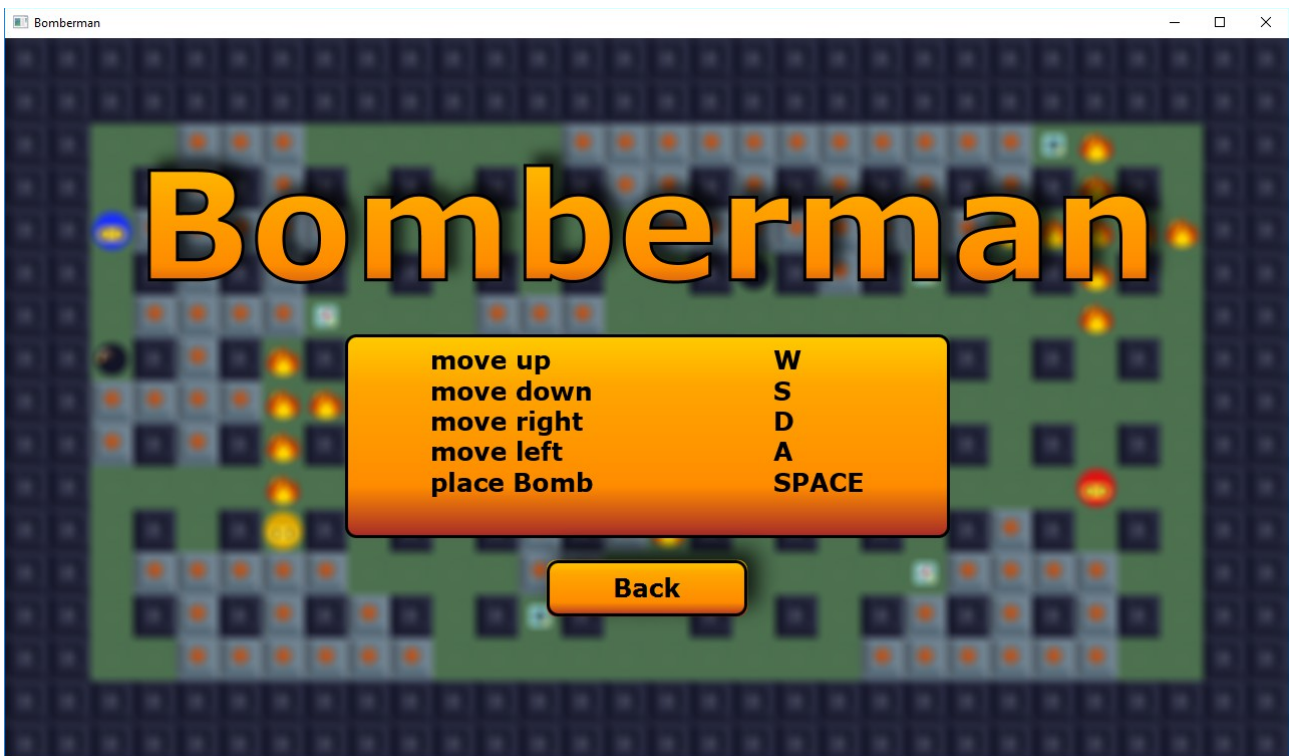 Bomberman
Bomberman
move up W
move down S
move right D
move left A
place Bomb SPACE
Back